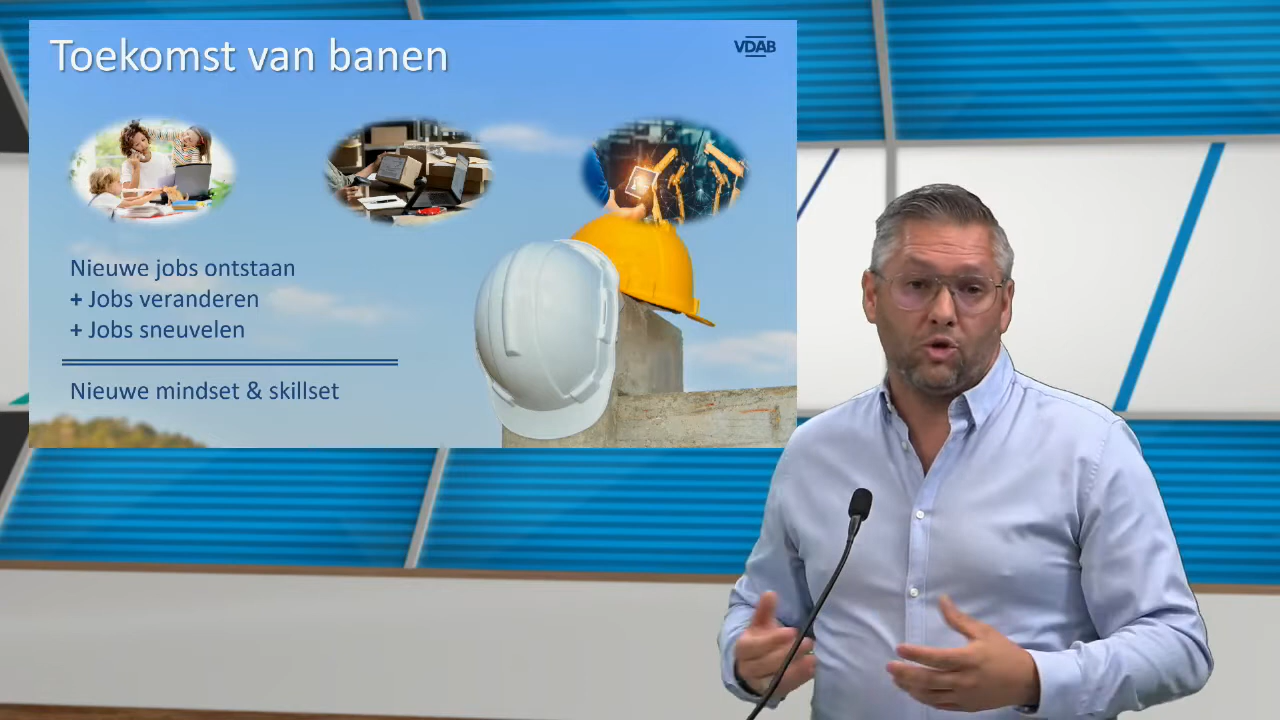 Toekomst van banen
VDAB
Nieuwe jobs ontstaan
+ Jobs veranderen
+ Jobs sneuvelen
Nieuwe mindset & skillset